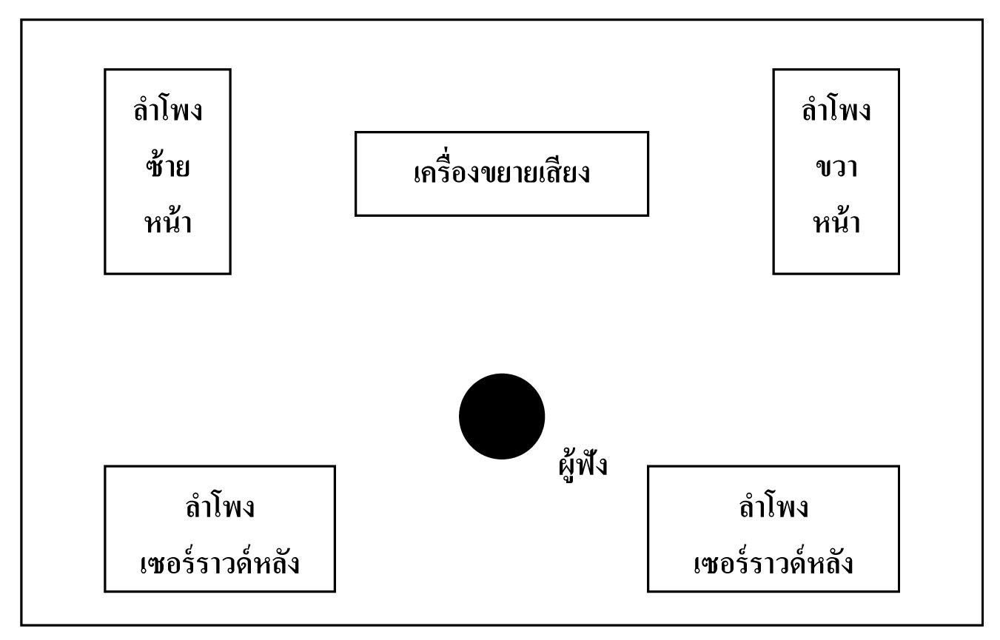 ลำโพง
ซ้าย
หน้า
เครื่องขยายเสียง
ลำโพง
ขวา
หน้า
ผู้ฟัง
ลำโพง
เซอร์ราวด์หลัง
ลำโพง
เซอร์ราวด์หลัง